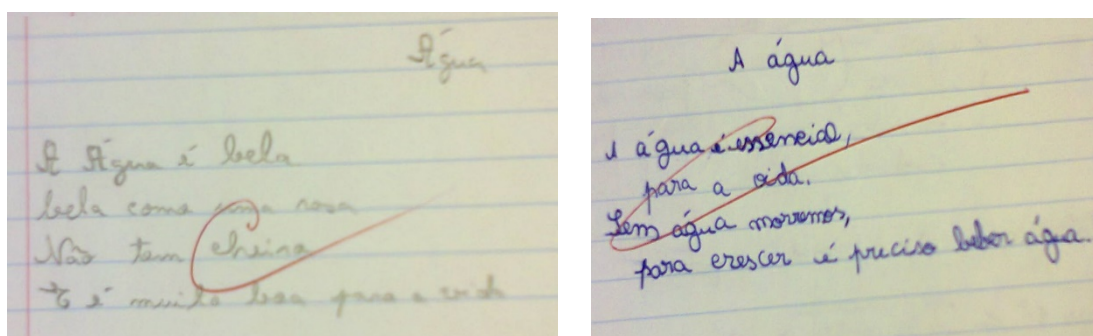 Água
A Água é bela
bela como uma rosa
Não tem cheiro
E é muito boa para a vida
A água
A água é essencial,
para a vida.
Sem água morremos,
para crescer é preciso beber água.